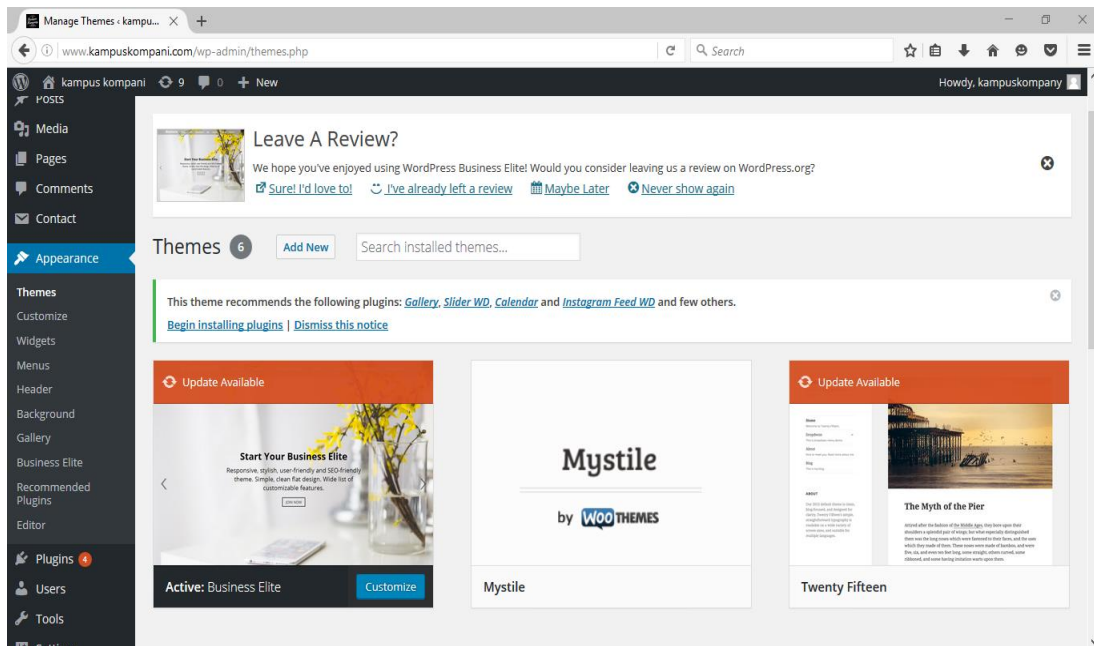 Manage Themes ‹ kampu...
www.kampuskompani.com/wp-admin/themes.php
Search
kampus kompani 9 0 + New
Howdy, kampuskompany
Posts
Media
Pages
Comments
Contact
Appearance
Themes
Customize
Widgets
Menus
Header
Background
Gallery
Business Elite
Recommended
Plugins
Editor
Plugins 4
Users
Tools
Leave A Review?
We hope you've enjoyed using WordPress Business Elite! Would you consider leaving us a review on WordPress.org?
Sure! I'd love to! I've already left a review Maybe Later Never show again
Themes 6 Add New Search installed themes...
This theme recommends the following plugins: Gallery, Slider WD, Calendar and Instagram Feed WD and few others.
Begin installing plugins | Dismiss this notice
Update Available
Start Your Business Elite
Responsive, stylish, user-friendly and SEO-friendly
theme. Simple, clean flat design. Wide list of
customizable features.
Active: Business Elite Customize
Mystile
by WOOTHEMES
Mystile
Update Available
ABOUT
The Myth of the Pier
Twenty Fifteen